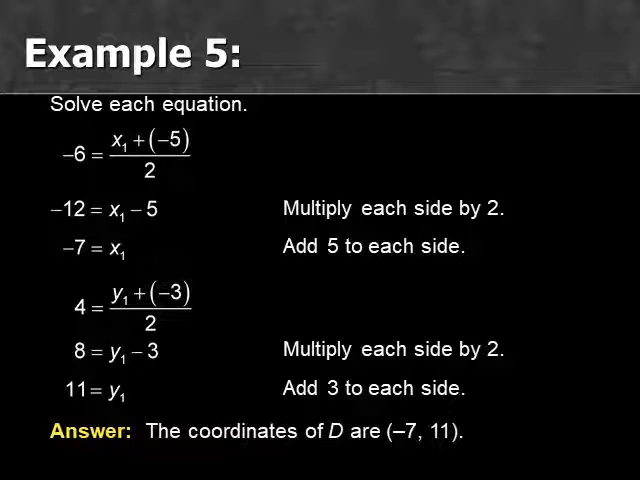 Example 5:
Solve each equation.
–6 = x₁ + (–5) / 2
–12 = x₁ – 5 Multiply each side by 2.
–7 = x₁ Add 5 to each side.
4 = y₁ + (–3) / 2
8 = y₁ – 3 Multiply each side by 2.
11 = y₁ Add 3 to each side.
Answer: The coordinates of D are (–7, 11).